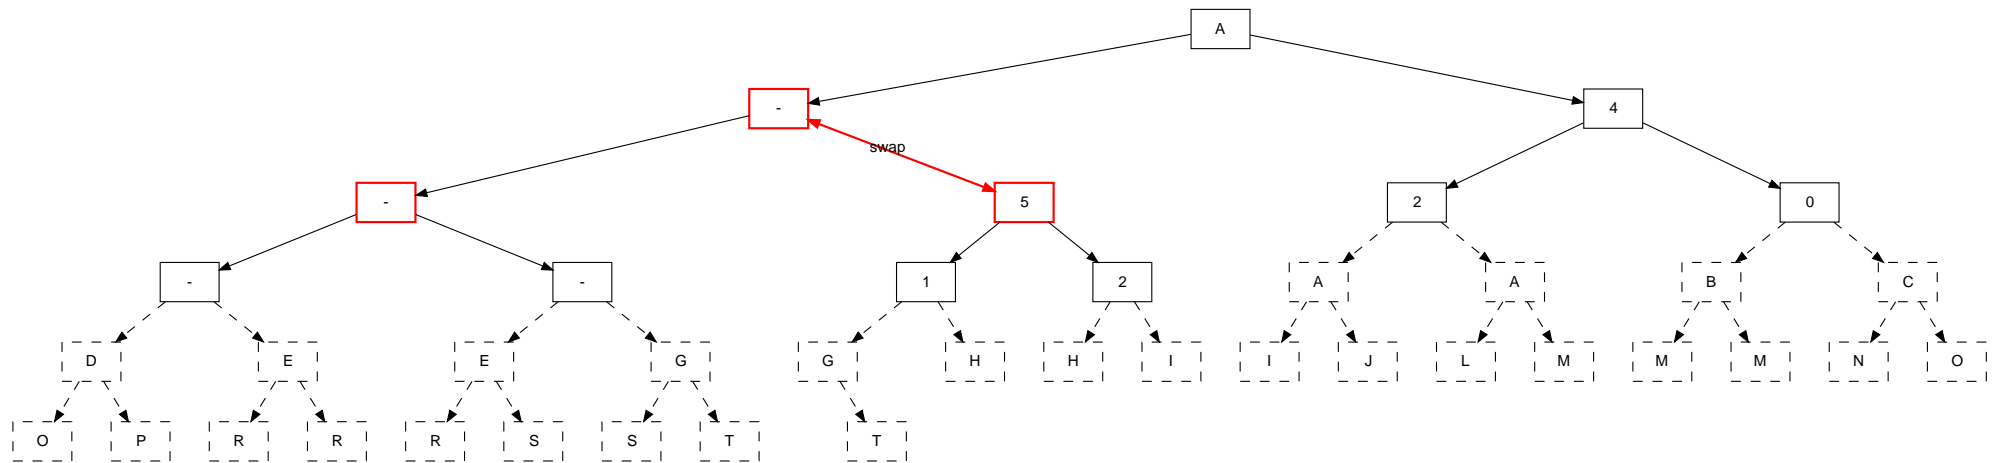 A
- 4
swap
- 5 2 0
- - 1 2 A A B C
D E E G G H H I I J L M M M N O
O P R R R S S T T